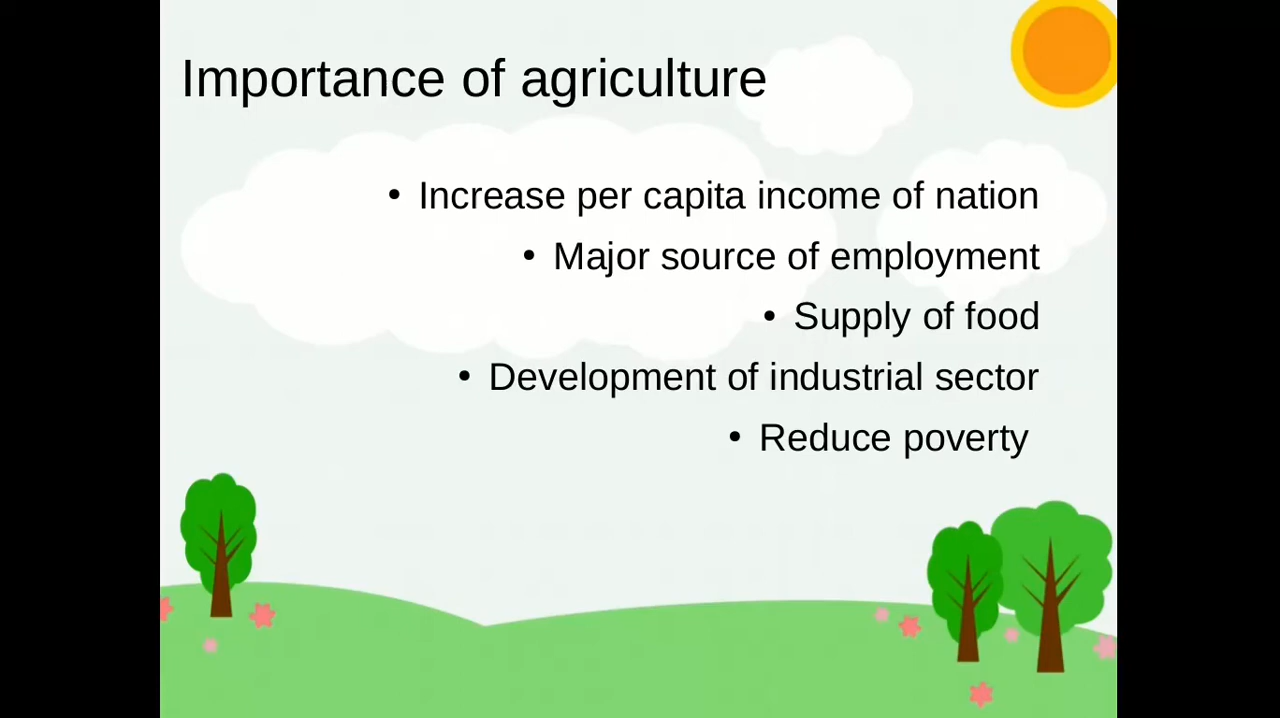 Importance of agriculture
• Increase per capita income of nation
• Major source of employment
• Supply of food
• Development of industrial sector
• Reduce poverty